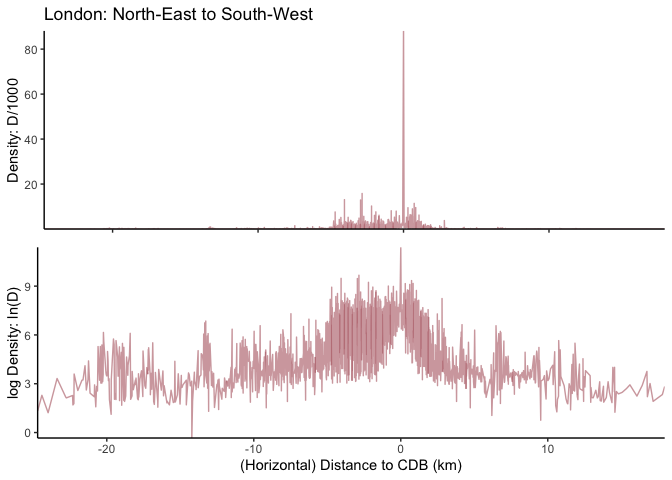 London: North-East to South-West
Density: D/1000
80
60
40
20
log Density: ln(D)
9
6
3
0
-20 -10 0 10
(Horizontal) Distance to CDB (km)